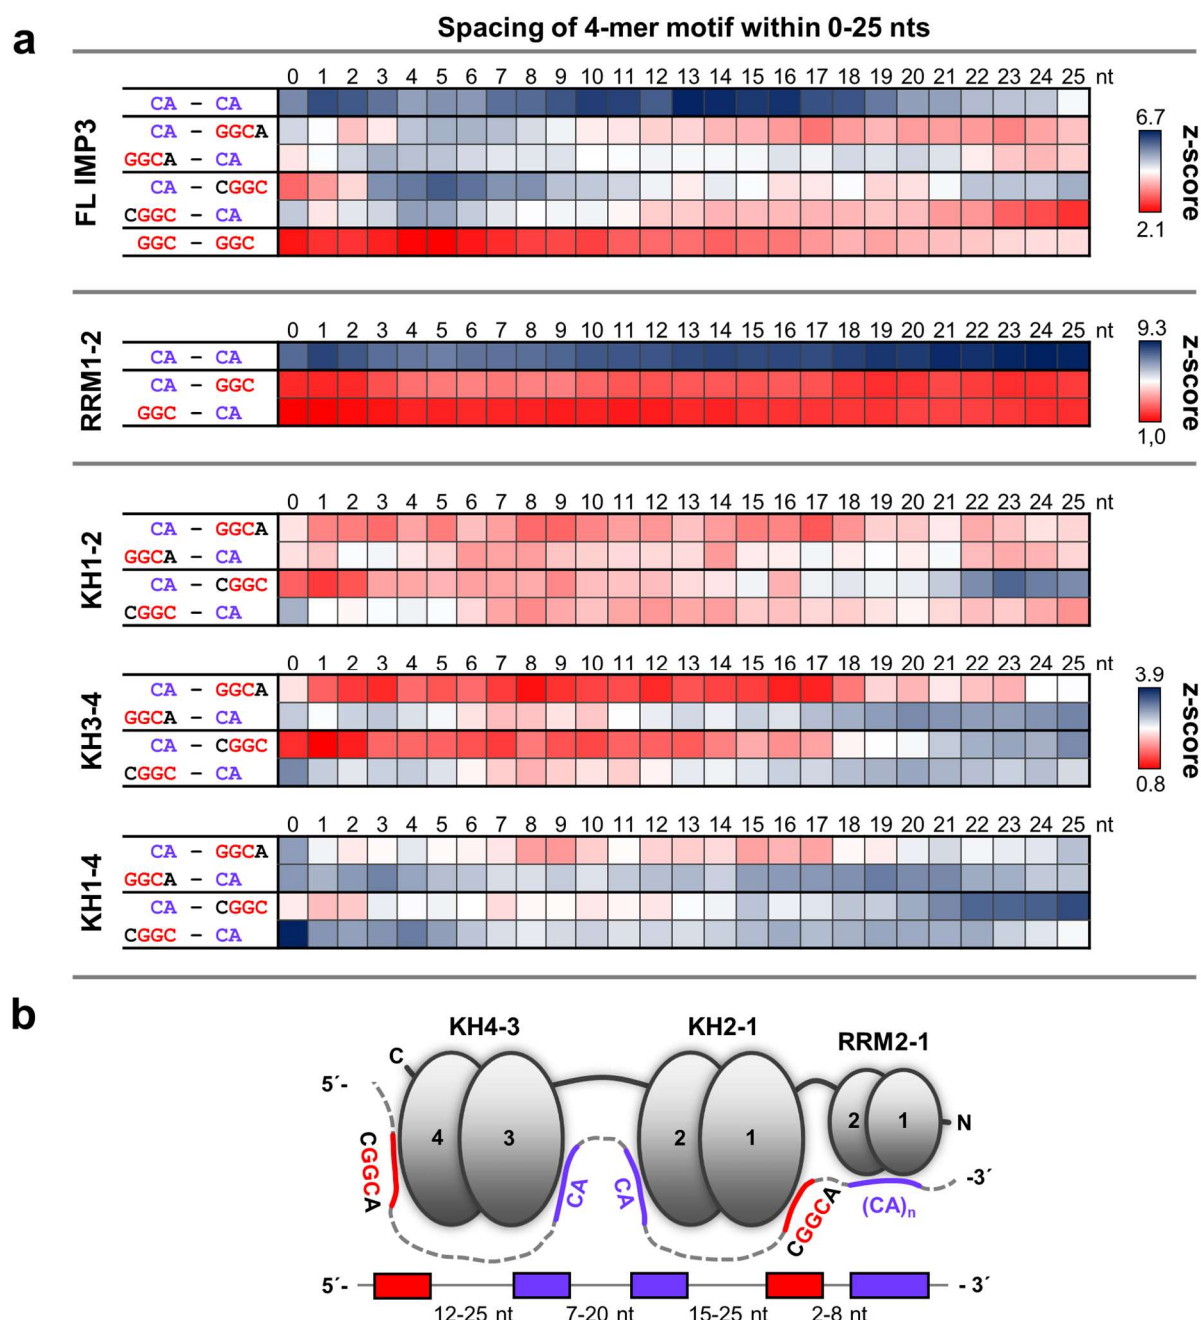 a
Spacing of 4-mer motif within 0-25 nts
0 1 2 3 4 5 6 7 8 9 10 11 12 13 14 15 16 17 18 19 20 21 22 23 24 25 nt
FL IMP3
CA – CA
CA – GGCA
GGCA – CA
CA – CGGC
CGGC – CA
GGC – GGC
6.7
z-score
2.1
0 1 2 3 4 5 6 7 8 9 10 11 12 13 14 15 16 17 18 19 20 21 22 23 24 25 nt
RRM1-2
CA – CA
CA – GGC
GGC – CA
9.3
z-score
1,0
0 1 2 3 4 5 6 7 8 9 10 11 12 13 14 15 16 17 18 19 20 21 22 23 24 25 nt
KH1-2
CA – GGCA
GGCA – CA
CA – CGGC
CGGC – CA
0 1 2 3 4 5 6 7 8 9 10 11 12 13 14 15 16 17 18 19 20 21 22 23 24 25 nt
KH3-4
CA – GGCA
GGCA – CA
CA – CGGC
CGGC – CA
3.9
z-score
0.8
0 1 2 3 4 5 6 7 8 9 10 11 12 13 14 15 16 17 18 19 20 21 22 23 24 25 nt
KH1-4
CA – GGCA
GGCA – CA
CA – CGGC
CGGC – CA
b
KH4-3
KH2-1
RRM2-1
C
5´-
4
3
2
1
2
1
N
CGGCA
CA
CA
CGGCA
(CA)n
-3´
5´-
- 3´
12-25 nt
7-20 nt
15-25 nt
2-8 nt